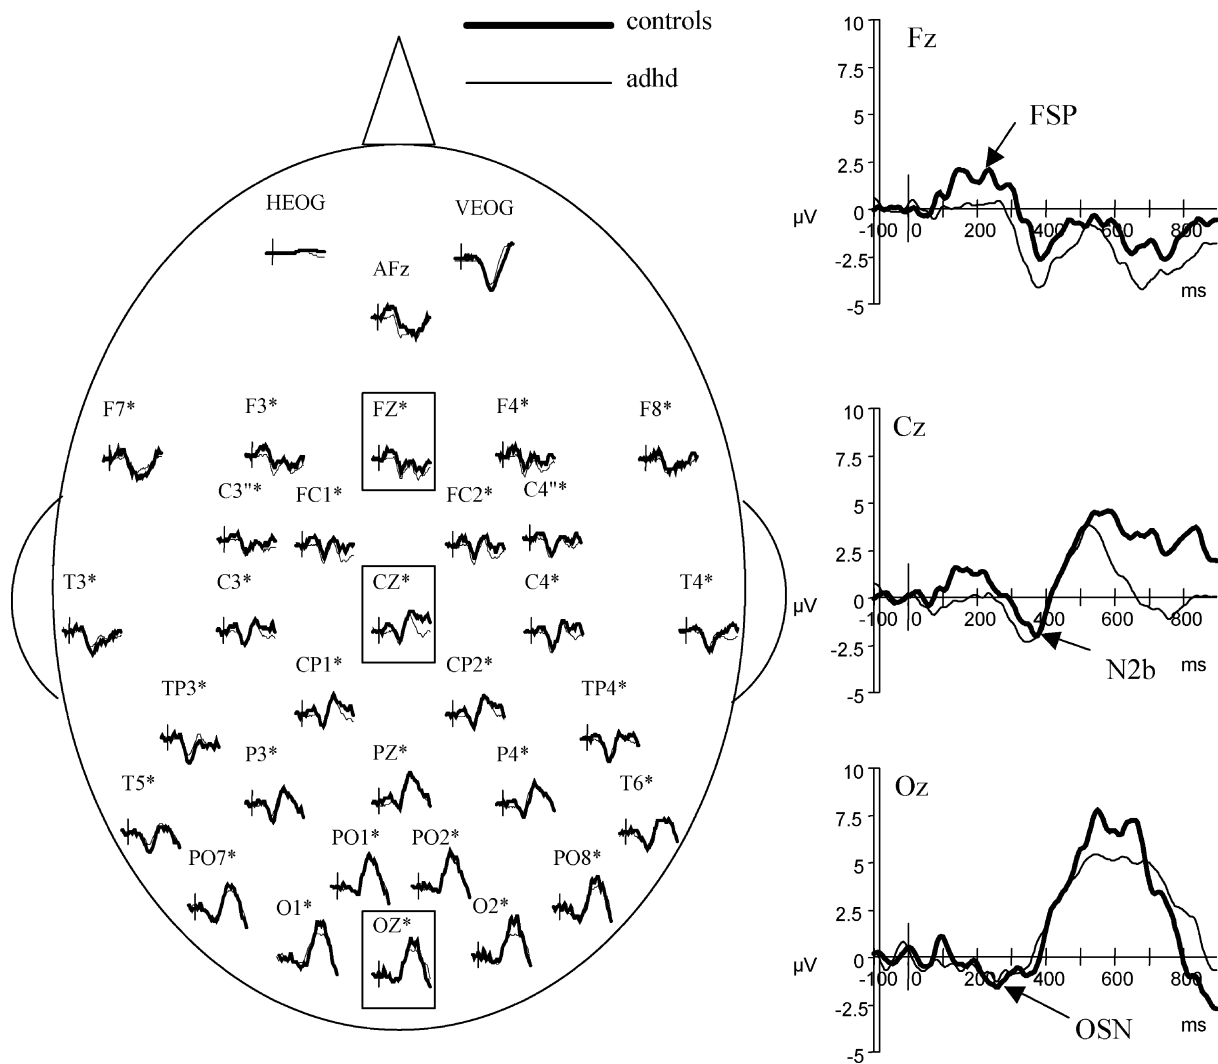 controls
adhd
HEOG
VEOG
AFz
F7*
F3*
FZ*
F4*
F8*
C3"*
FC1*
FC2*
C4"*
T3*
C3*
CZ*
C4*
T4*
CP1*
CP2*
TP3*
TP4*
P3*
PZ*
P4*
T5*
T6*
PO1*
PO2*
PO7*
PO8*
O1*
OZ*
O2*
10
Fz
7.5
5
FSP
2.5
0
µV
-100
200
400
600
800
-2.5
ms
-5
10
Cz
7.5
5
2.5
0
µV
-100
200
400
600
800
-2.5
N2b
ms
-5
10
Oz
7.5
5
2.5
0
µV
-100
200
400
600
800
-2.5
OSN
ms
-5